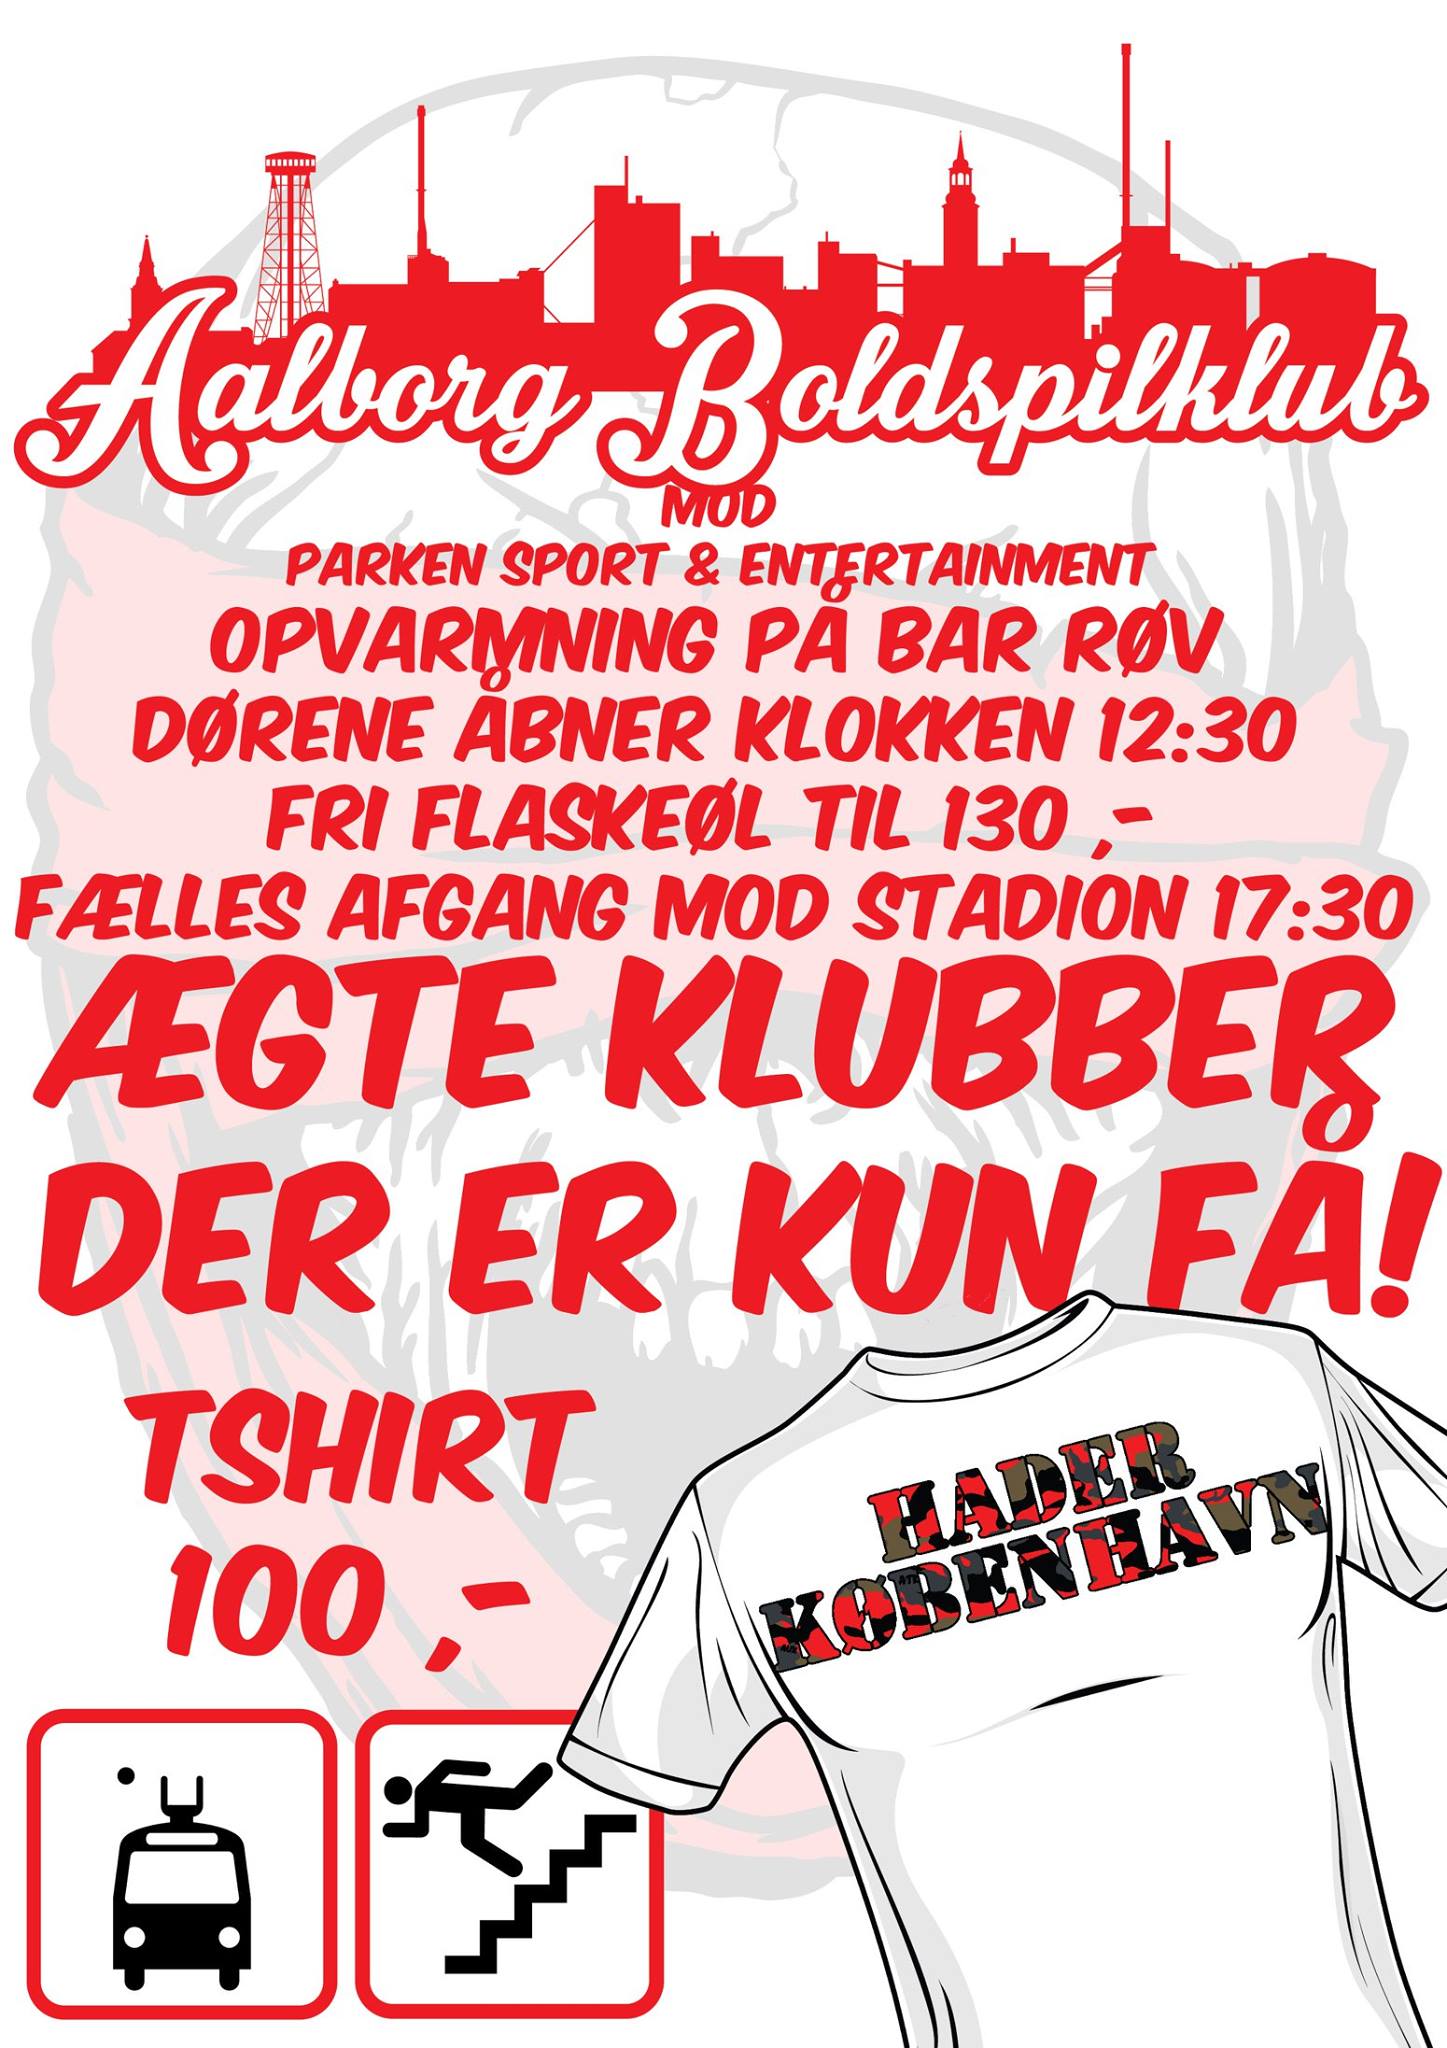 Aalborg Boldspilklub
MOD
PARKEN SPORT & ENTERTAINMENT
OPVARMNING PÅ BAR RØV
DØRENE ÅBNER KLOKKEN 12:30
FRI FLASKEØL TIL 130 ,-
FÆLLES AFGANG MOD STADION 17:30
ÆGTE KLUBBER
DER ER KUN FÅ!
TSHIRT
100 ,-
HADER
KØBENHAVN